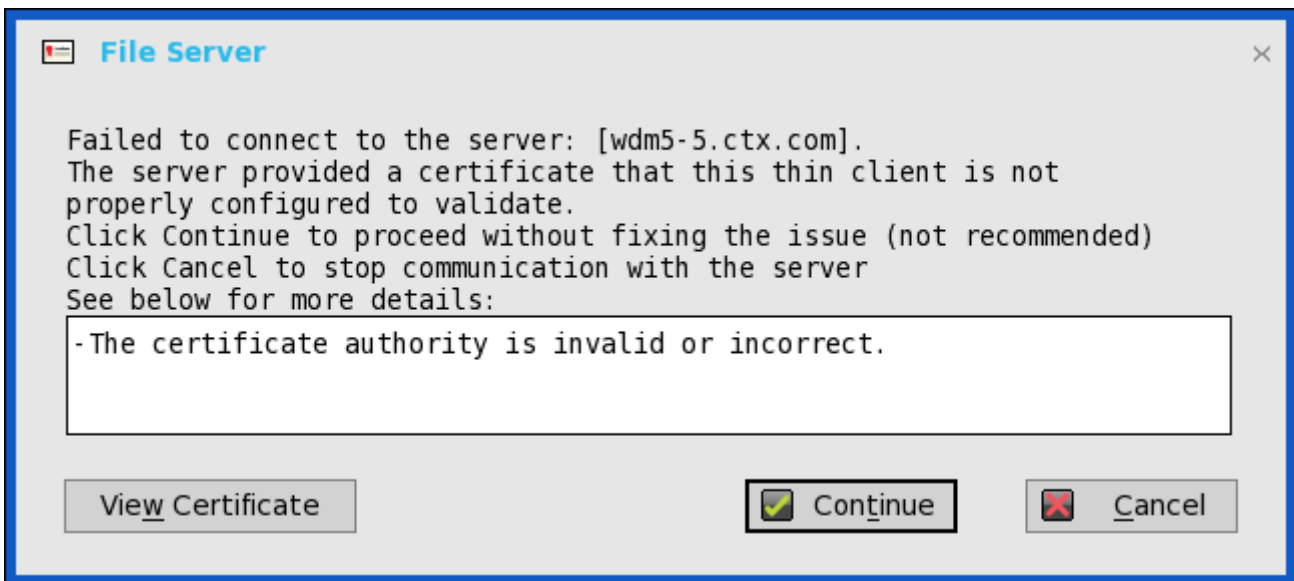 File Server
Failed to connect to the server: [wdm5-5.ctx.com].
The server provided a certificate that this thin client is not
properly configured to validate.
Click Continue to proceed without fixing the issue (not recommended)
Click Cancel to stop communication with the server
See below for more details:
-The certificate authority is invalid or incorrect.
View Certificate
Continue
Cancel